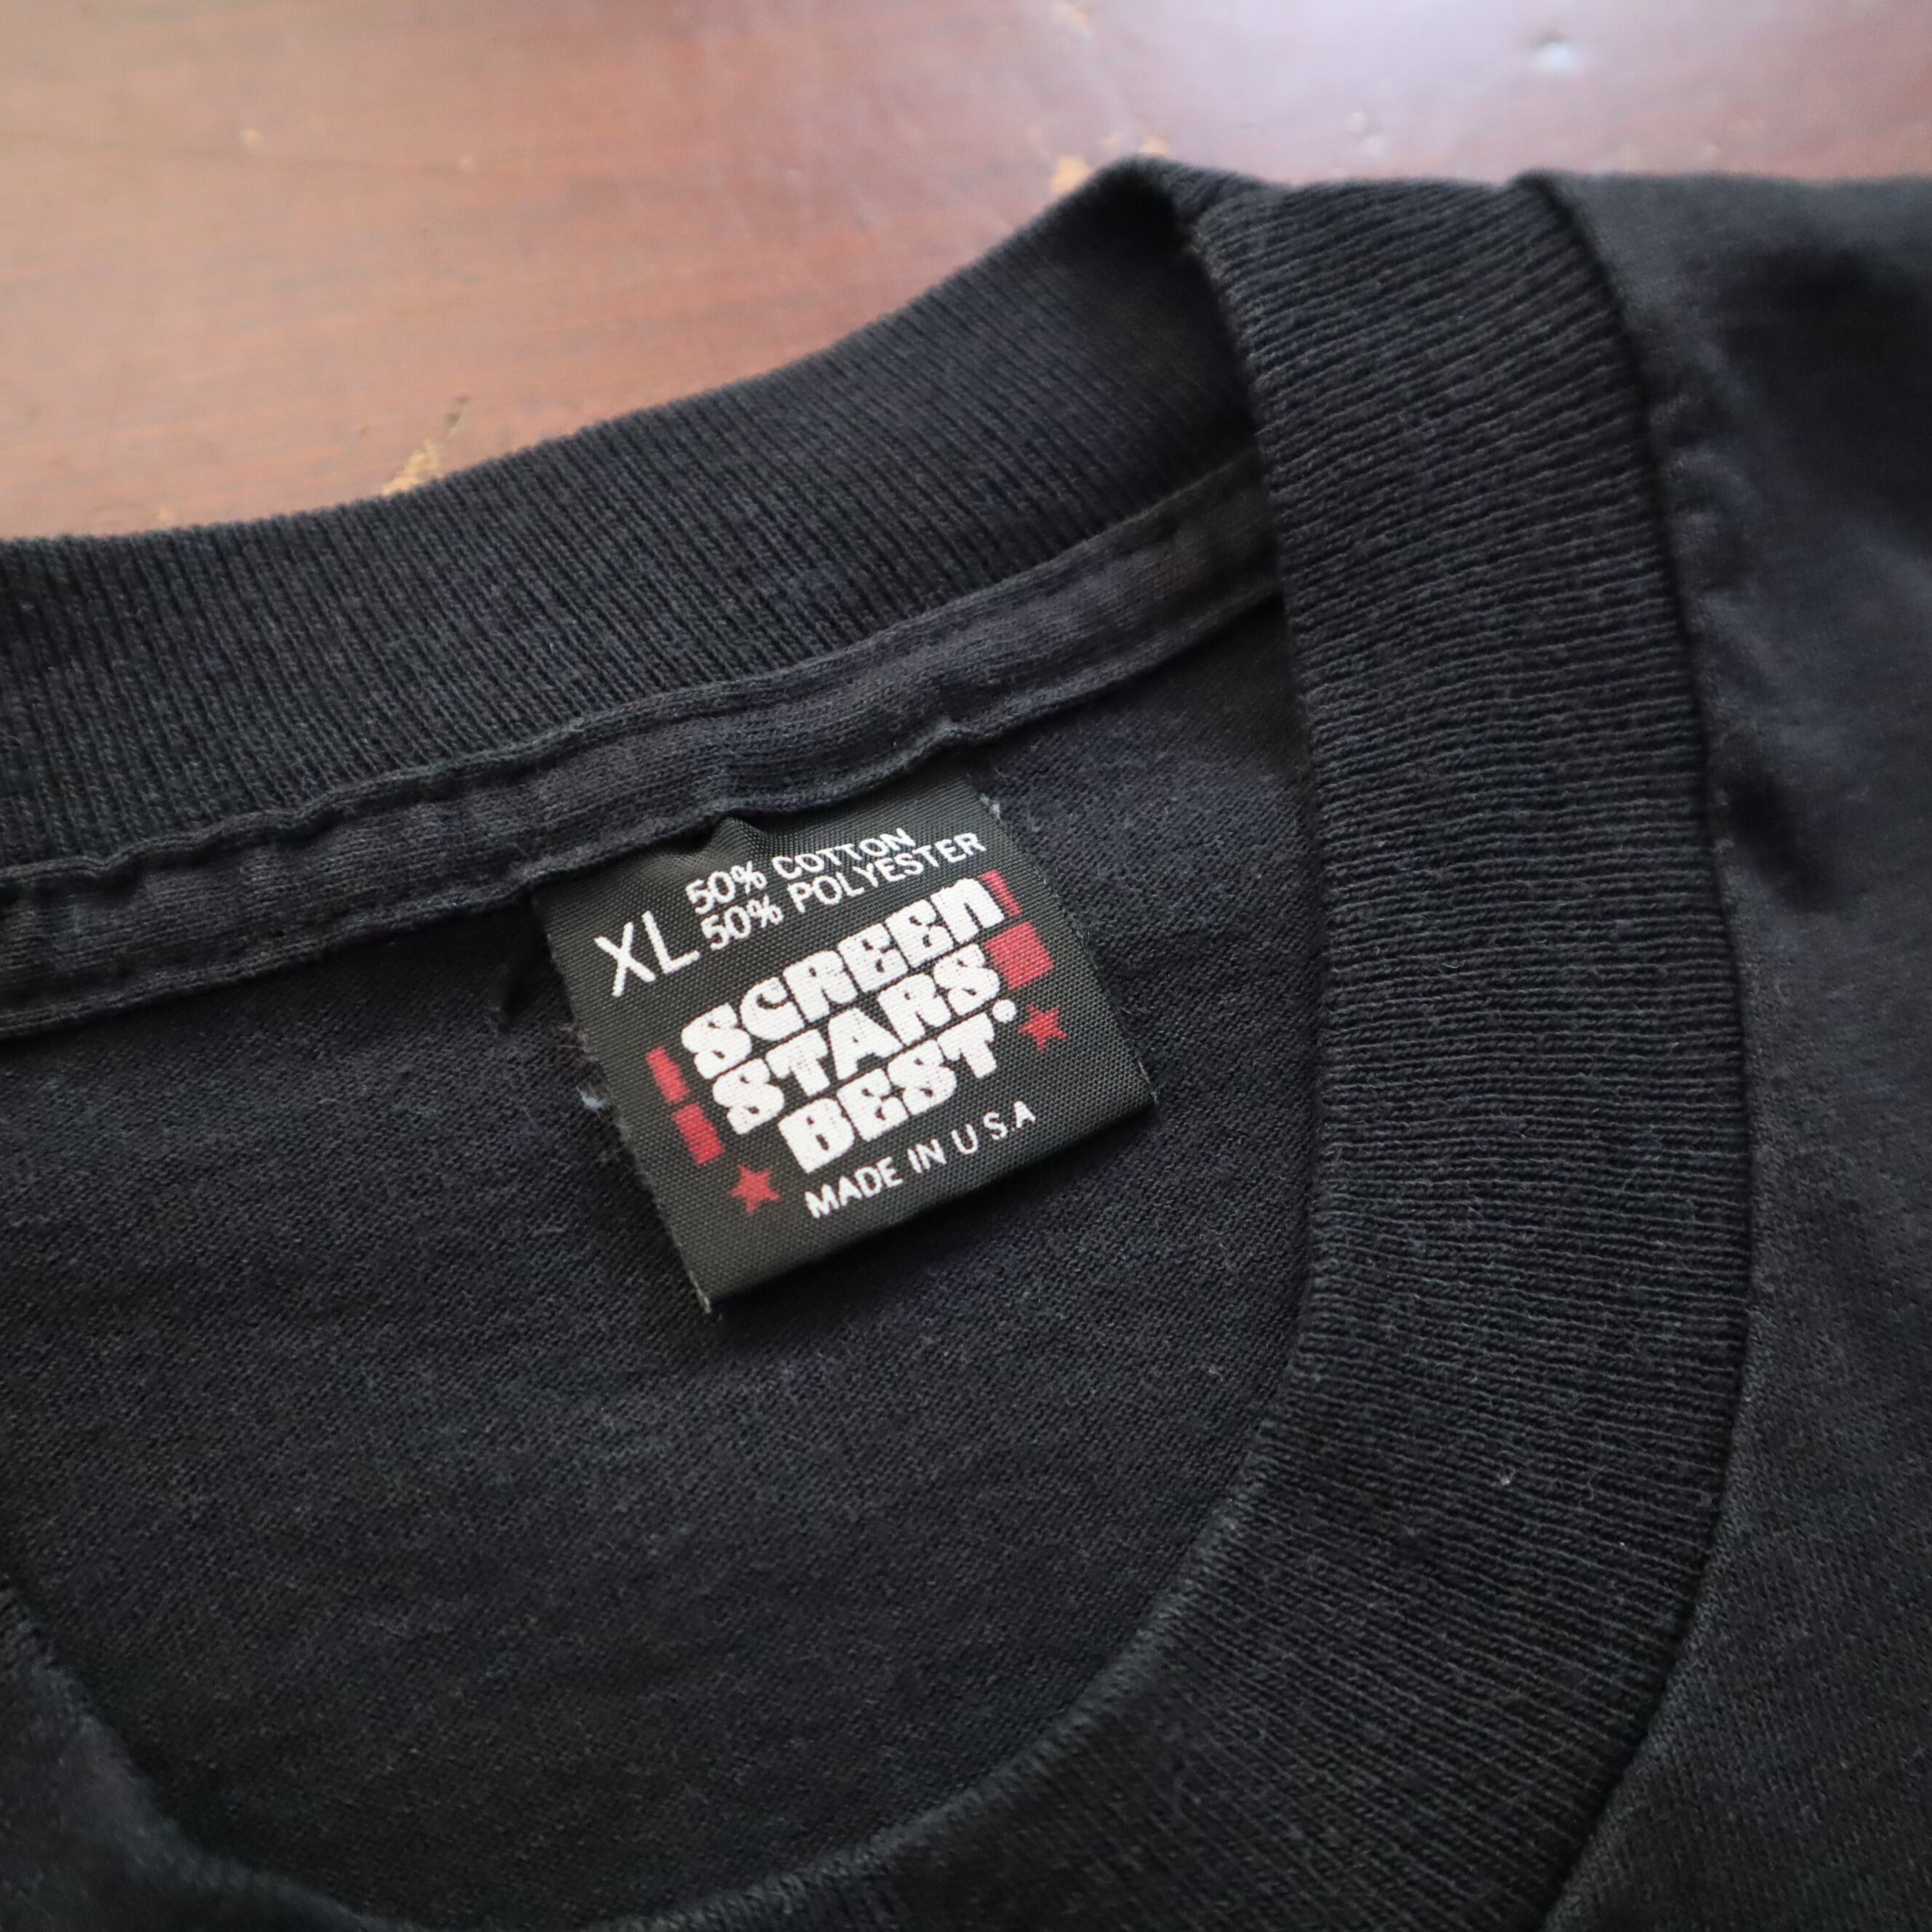 XL
50% COTTON
50% POLYESTER
SCREEN
STARS
BEST
MADE IN U S.A